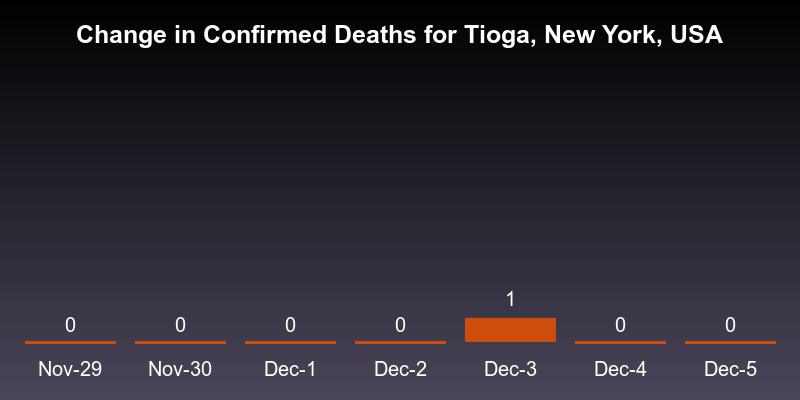 Change in Confirmed Deaths for Tioga, New York, USA
1
0 0 0 0 0 0
Nov-29 Nov-30 Dec-1 Dec-2 Dec-3 Dec-4 Dec-5